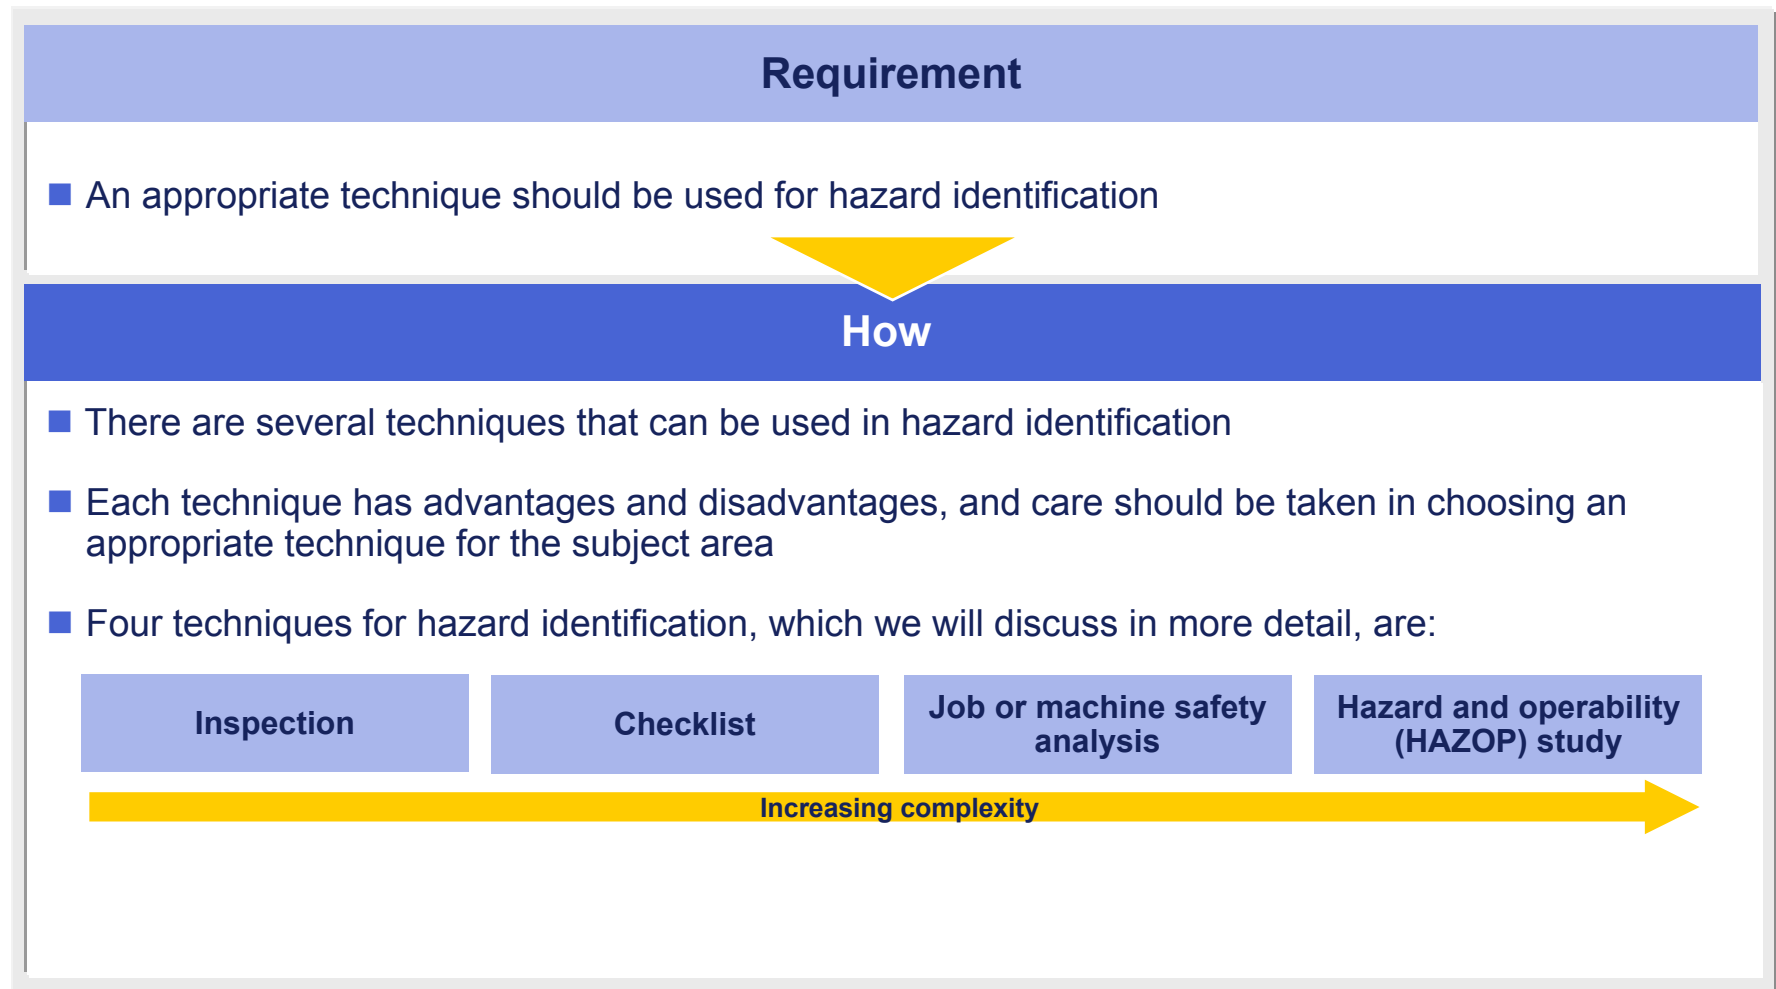 Requirement
An appropriate technique should be used for hazard identification
How
There are several techniques that can be used in hazard identification
Each technique has advantages and disadvantages, and care should be taken in choosing an
appropriate technique for the subject area
Four techniques for hazard identification, which we will discuss in more detail, are:
Inspection
Checklist
Job or machine safety
analysis
Hazard and operability
(HAZOP) study
Increasing complexity